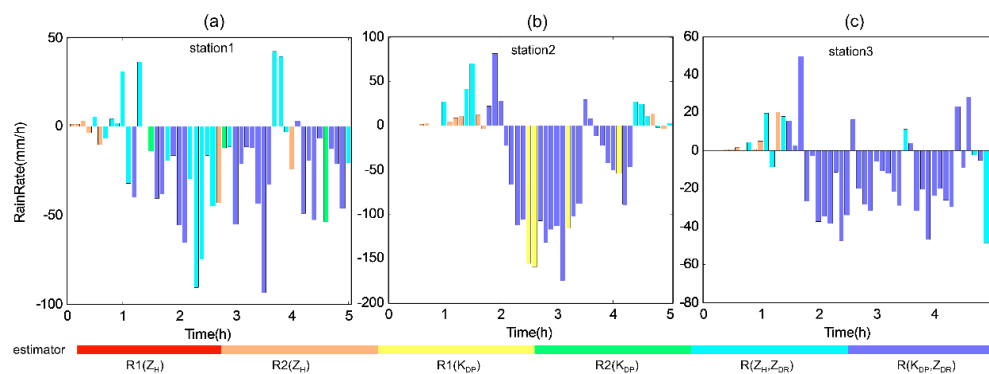 (a) (b) (c)
station1 station2 station3
RainRate(mm/h)
50 0 -50 -100
100 50 0 -50 -100 -150 -200
60 40 20 0 -20 -40 -60 -80
0 1 2 3 4 5
0 1 2 3 4 5
0 1 2 3 4
Time(h) Time(h) Time(h)
estimator
R1(ZH) R2(ZH) R1(KDP) R2(KDP) R(ZH,ZDR) R(KDP,ZDR)